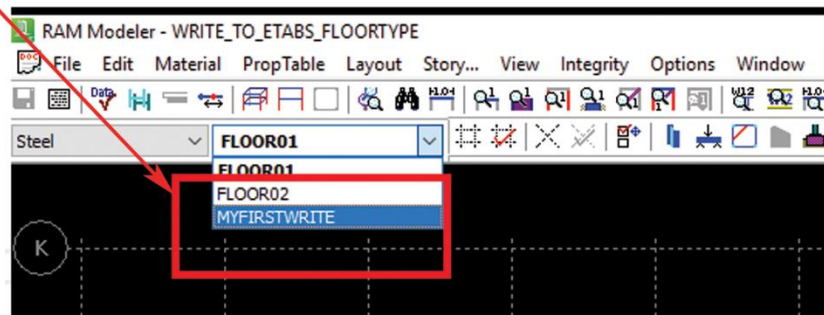 RAM Modeler - WRITE_TO_ETABS_FLOORTYPE
File Edit Material PropTable Layout Story... View Integrity Options Window
Steel FLOOR01
FLOOR01
FLOOR02
MYFIRSTWRITE
K